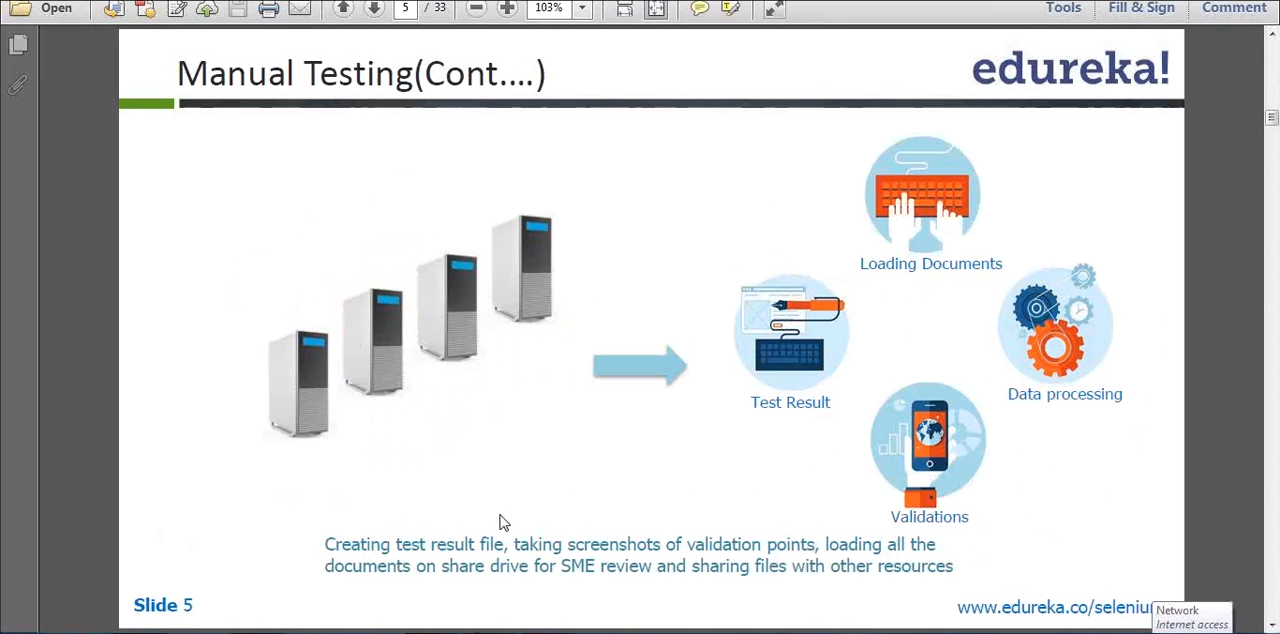 Open
5 / 33
103%
Tools
Fill & Sign
Comment
Manual Testing(Cont....)
edureka!
Loading Documents
Test Result
Data processing
Validations
Creating test result file, taking screenshots of validation points, loading all the
documents on share drive for SME review and sharing files with other resources
Slide 5
www.edureka.co/seleniu
Network
Internet access